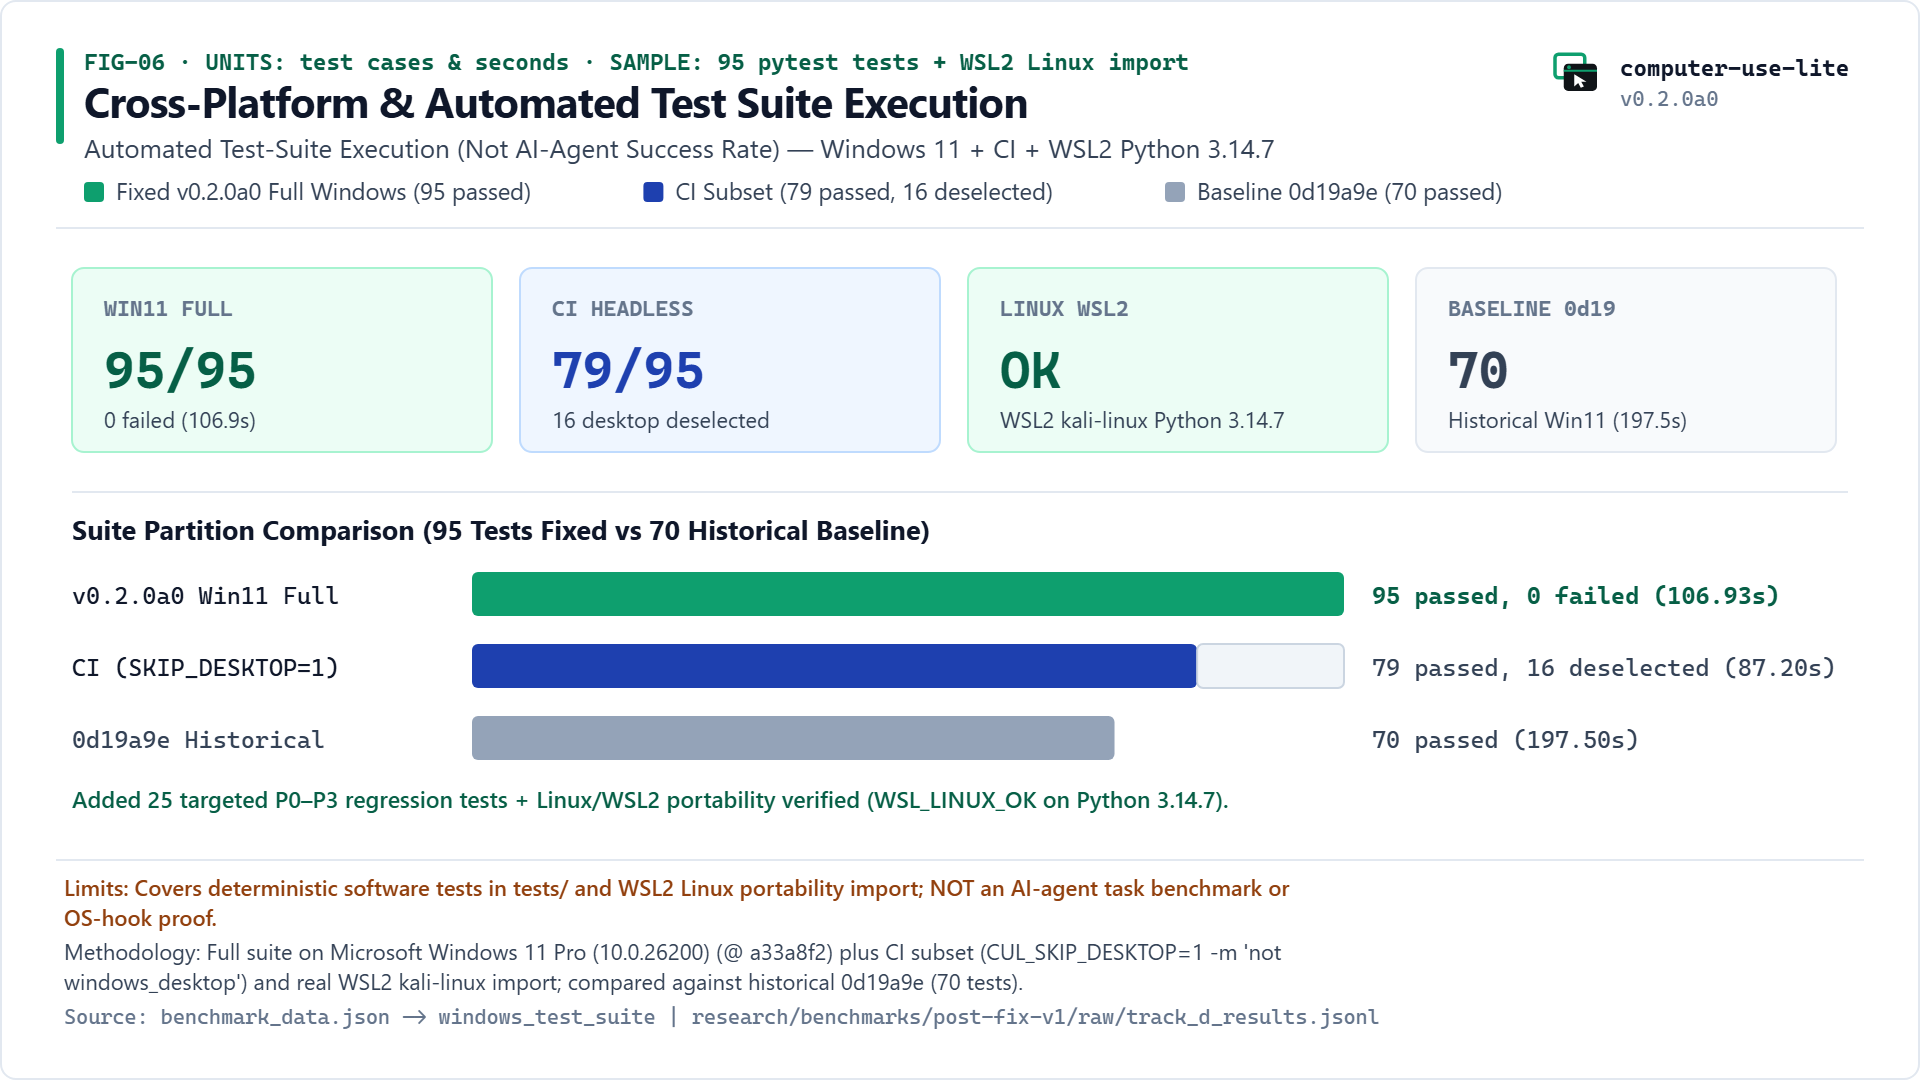 FIG-06 · UNITS: test cases & seconds · SAMPLE: 95 pytest tests + WSL2 Linux import
Cross-Platform & Automated Test Suite Execution
Automated Test-Suite Execution (Not AI-Agent Success Rate) — Windows 11 + CI + WSL2 Python 3.14.7
computer-use-lite
v0.2.0a0
Fixed v0.2.0a0 Full Windows (95 passed)
CI Subset (79 passed, 16 deselected)
Baseline 0d19a9e (70 passed)
WIN11 FULL
95/95
0 failed (106.9s)
CI HEADLESS
79/95
16 desktop deselected
LINUX WSL2
OK
WSL2 kali-linux Python 3.14.7
BASELINE 0d19
70
Historical Win11 (197.5s)
Suite Partition Comparison (95 Tests Fixed vs 70 Historical Baseline)
v0.2.0a0 Win11 Full
95 passed, 0 failed (106.93s)
CI (SKIP_DESKTOP=1)
79 passed, 16 deselected (87.20s)
0d19a9e Historical
70 passed (197.50s)
Added 25 targeted P0–P3 regression tests + Linux/WSL2 portability verified (WSL_LINUX_OK on Python 3.14.7).
Limits: Covers deterministic software tests in tests/ and WSL2 Linux portability import; NOT an AI-agent task benchmark or
OS-hook proof.
Methodology: Full suite on Microsoft Windows 11 Pro (10.0.26200) (@ a33a8f2) plus CI subset (CUL_SKIP_DESKTOP=1 -m 'not
windows_desktop') and real WSL2 kali-linux import; compared against historical 0d19a9e (70 tests).
Source: benchmark_data.json → windows_test_suite | research/benchmarks/post-fix-v1/raw/track_d_results.jsonl